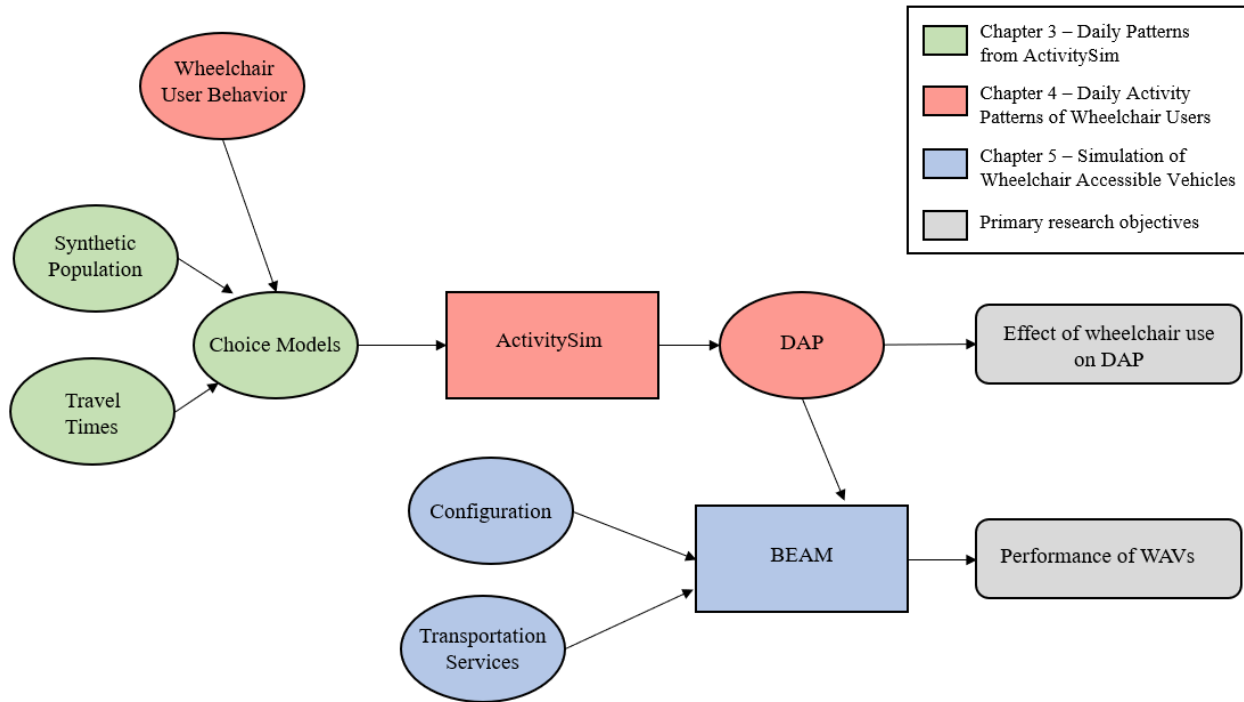 Wheelchair
User Behavior
Synthetic
Population
Travel
Times
Choice Models
ActivitySim
DAP
Effect of wheelchair use
on DAP
Configuration
Transportation
Services
BEAM
Performance of WAVs
Chapter 3 – Daily Patterns
from ActivitySim
Chapter 4 – Daily Activity
Patterns of Wheelchair Users
Chapter 5 – Simulation of
Wheelchair Accessible Vehicles
Primary research objectives